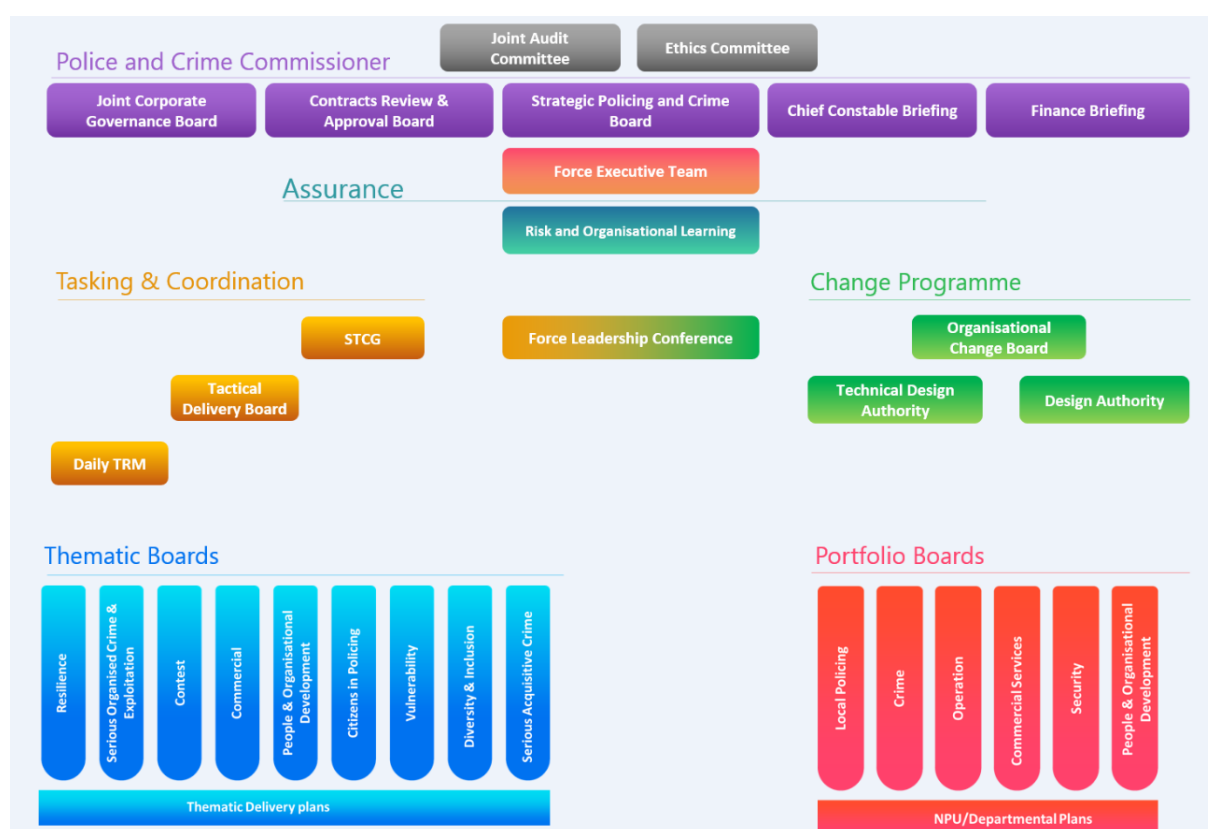 Joint Audit
Committee
Ethics Committee
Police and Crime Commissioner
Joint Corporate
Governance Board
Contracts Review &
Approval Board
Strategic Policing and Crime
Board
Chief Constable Briefing
Finance Briefing
Force Executive Team
Assurance
Risk and Organisational Learning
Tasking & Coordination
Change Programme
STCG
Force Leadership Conference
Organisational
Change Board
Tactical
Delivery Board
Technical Design
Authority
Design Authority
Daily TRM
Thematic Boards
Portfolio Boards
Resilience
Serious Organised Crime &
Exploitation
Contest
Commercial
People & Organisational
Development
Citizens in Policing
Vulnerability
Diversity & Inclusion
Serious Acquisitive Crime
Local Policing
Crime
Operation
Commercial Services
Security
People & Organisational
Development
Thematic Delivery plans
NPU/Departmental Plans